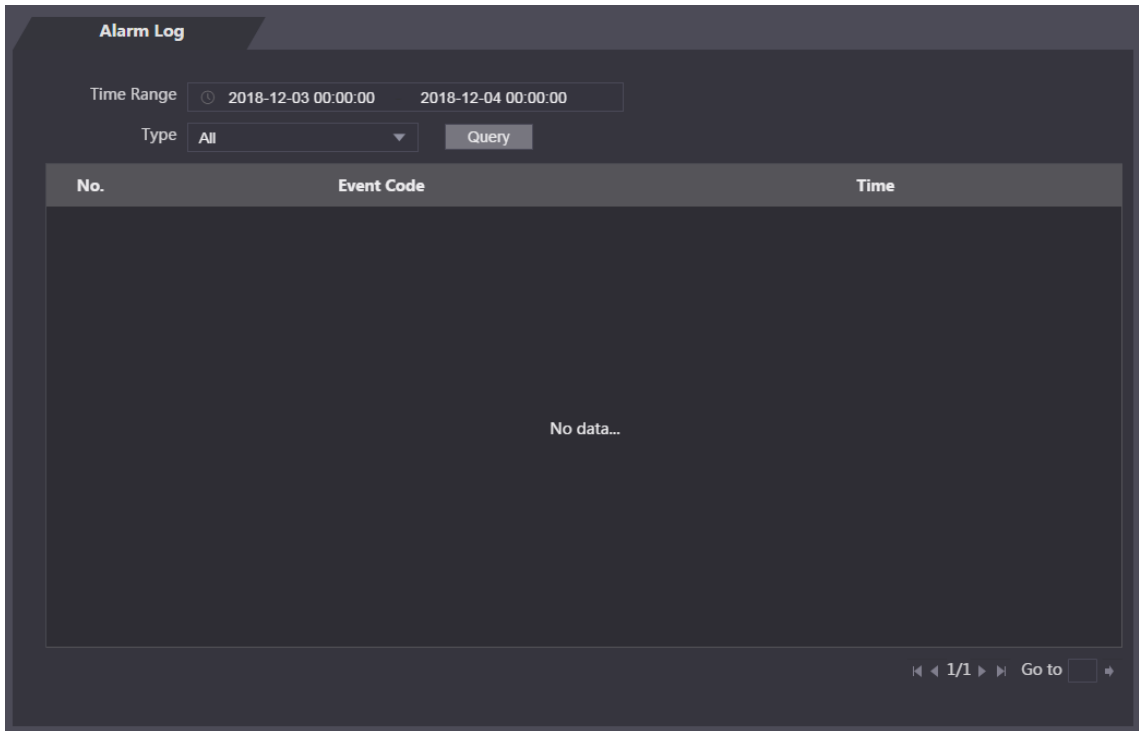 Alarm Log
Time Range 2018-12-03 00:00:00 2018-12-04 00:00:00
Type All Query
No. Event Code Time
No data...
1/1 Go to